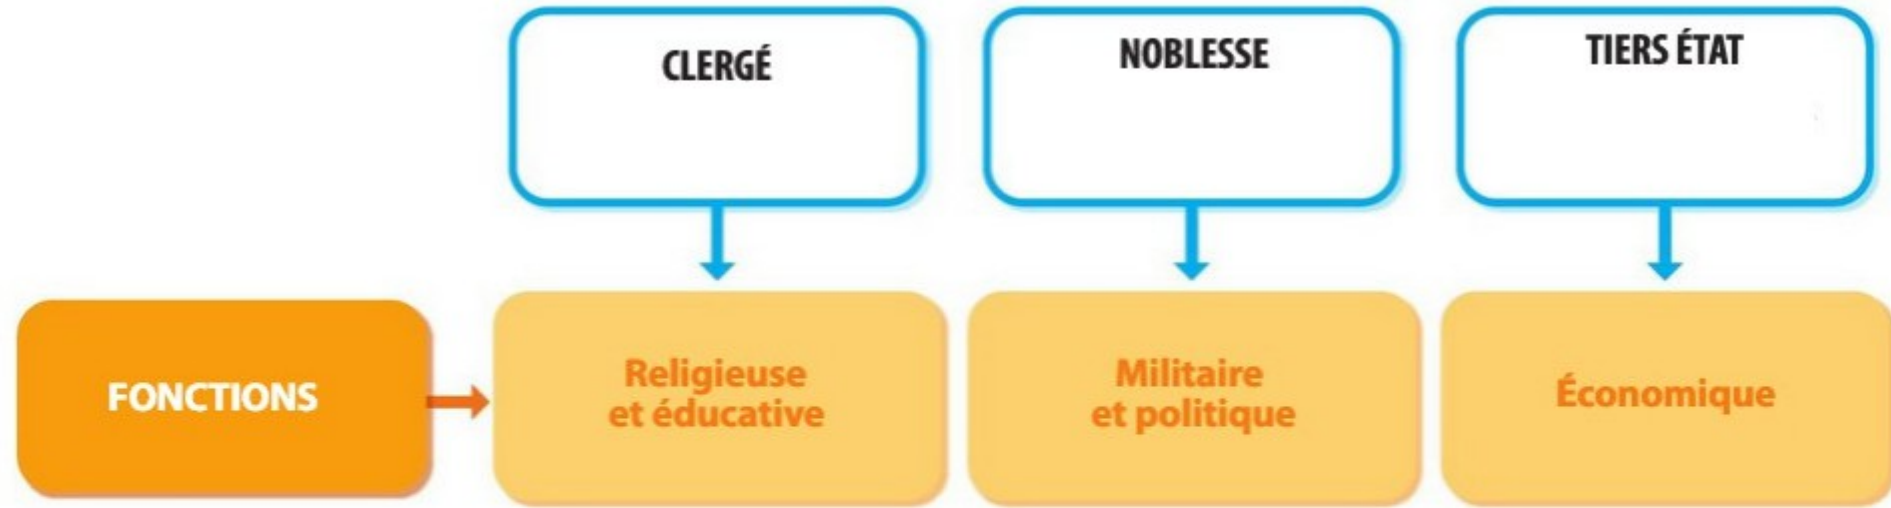 CLERGÉ
NOBLESSE
TIERS ÉTAT
FONCTIONS
Religieuse
et éducative
Militaire
et politique
Économique